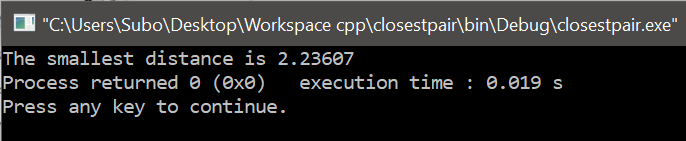 "C:\Users\Subo\Desktop\Workspace cpp\closestpair\bin\Debug\closestpair.exe"
The smallest distance is 2.23607
Process returned 0 (0x0)   execution time : 0.019 s
Press any key to continue.